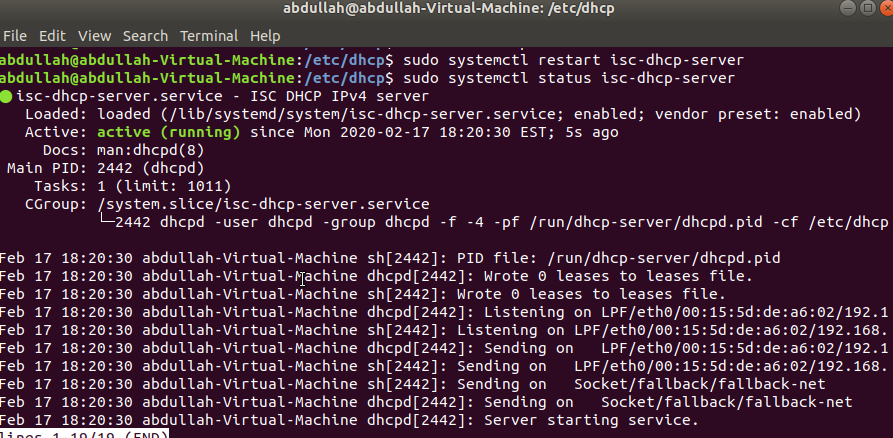 abdullah@abdullah-Virtual-Machine: /etc/dhcp
File Edit View Search Terminal Help
abdullah@abdullah-Virtual-Machine:/etc/dhcp$ sudo systemctl restart isc-dhcp-server
abdullah@abdullah-Virtual-Machine:/etc/dhcp$ sudo systemctl status isc-dhcp-server
● isc-dhcp-server.service - ISC DHCP IPv4 server
   Loaded: loaded (/lib/systemd/system/isc-dhcp-server.service; enabled; vendor preset: enabled)
   Active: active (running) since Mon 2020-02-17 18:20:30 EST; 5s ago
     Docs: man:dhcpd(8)
 Main PID: 2442 (dhcpd)
    Tasks: 1 (limit: 1011)
   CGroup: /system.slice/isc-dhcp-server.service
           └─2442 dhcpd -user dhcpd -group dhcpd -f -4 -pf /run/dhcp-server/dhcpd.pid -cf /etc/dhcp
Feb 17 18:20:30 abdullah-Virtual-Machine sh[2442]: PID file: /run/dhcp-server/dhcpd.pid
Feb 17 18:20:30 abdullah-Virtual-Machine dhcpd[2442]: Wrote 0 leases to leases file.
Feb 17 18:20:30 abdullah-Virtual-Machine sh[2442]: Wrote 0 leases to leases file.
Feb 17 18:20:30 abdullah-Virtual-Machine dhcpd[2442]: Listening on LPF/eth0/00:15:5d:de:a6:02/192.1
Feb 17 18:20:30 abdullah-Virtual-Machine sh[2442]: Listening on LPF/eth0/00:15:5d:de:a6:02/192.168.
Feb 17 18:20:30 abdullah-Virtual-Machine dhcpd[2442]: Sending on   LPF/eth0/00:15:5d:de:a6:02/192.1
Feb 17 18:20:30 abdullah-Virtual-Machine sh[2442]: Sending on   LPF/eth0/00:15:5d:de:a6:02/192.168.
Feb 17 18:20:30 abdullah-Virtual-Machine sh[2442]: Sending on   Socket/fallback/fallback-net
Feb 17 18:20:30 abdullah-Virtual-Machine dhcpd[2442]: Sending on   Socket/fallback/fallback-net
Feb 17 18:20:30 abdullah-Virtual-Machine dhcpd[2442]: Server starting service.
lines 1-19/19 (END)